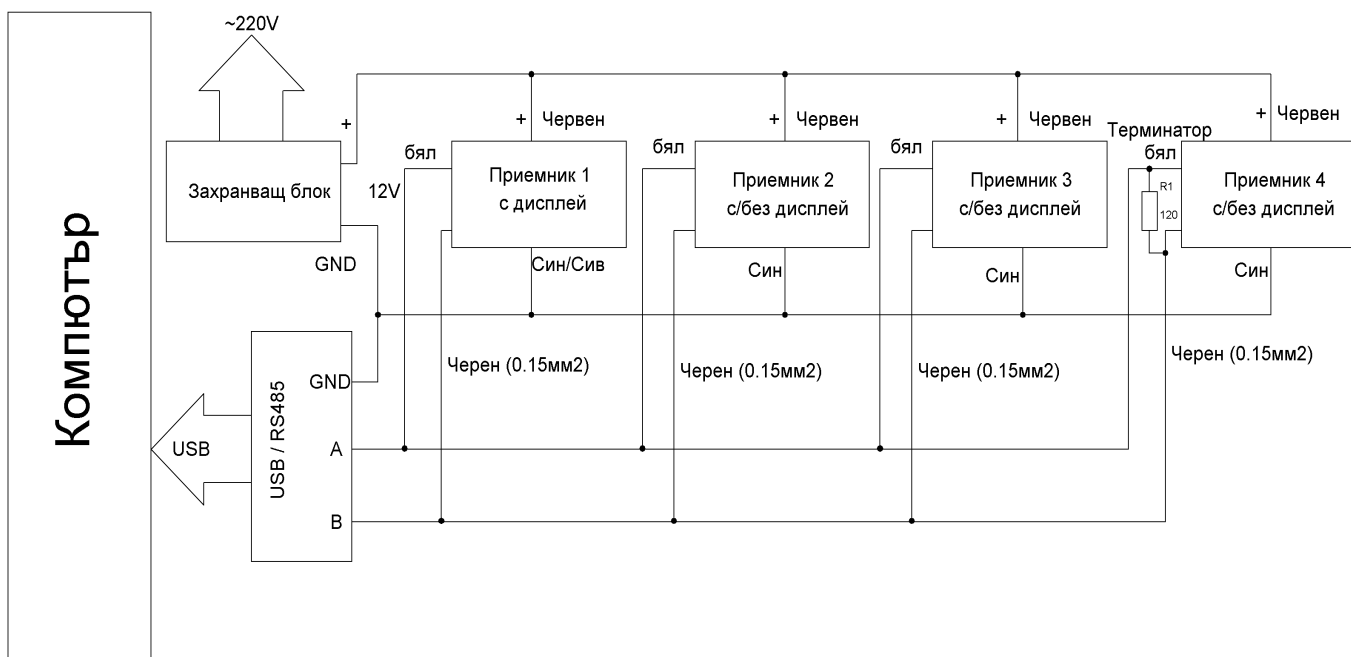 ~220V
+
+ Червен
+ Червен
+ Червен
+ Червен
Терминатор
бял
бял
бял
бял
Захранващ блок
12V
Приемник 1
с дисплей
Приемник 2
с/без дисплей
Приемник 3
с/без дисплей
R1
120
Приемник 4
с/без дисплей
GND
Син/Сив
Син
Син
Син
Черен (0.15мм2)
Черен (0.15мм2)
Черен (0.15мм2)
Черен (0.15мм2)
Компютър
USB
USB / RS485
GND
A
B